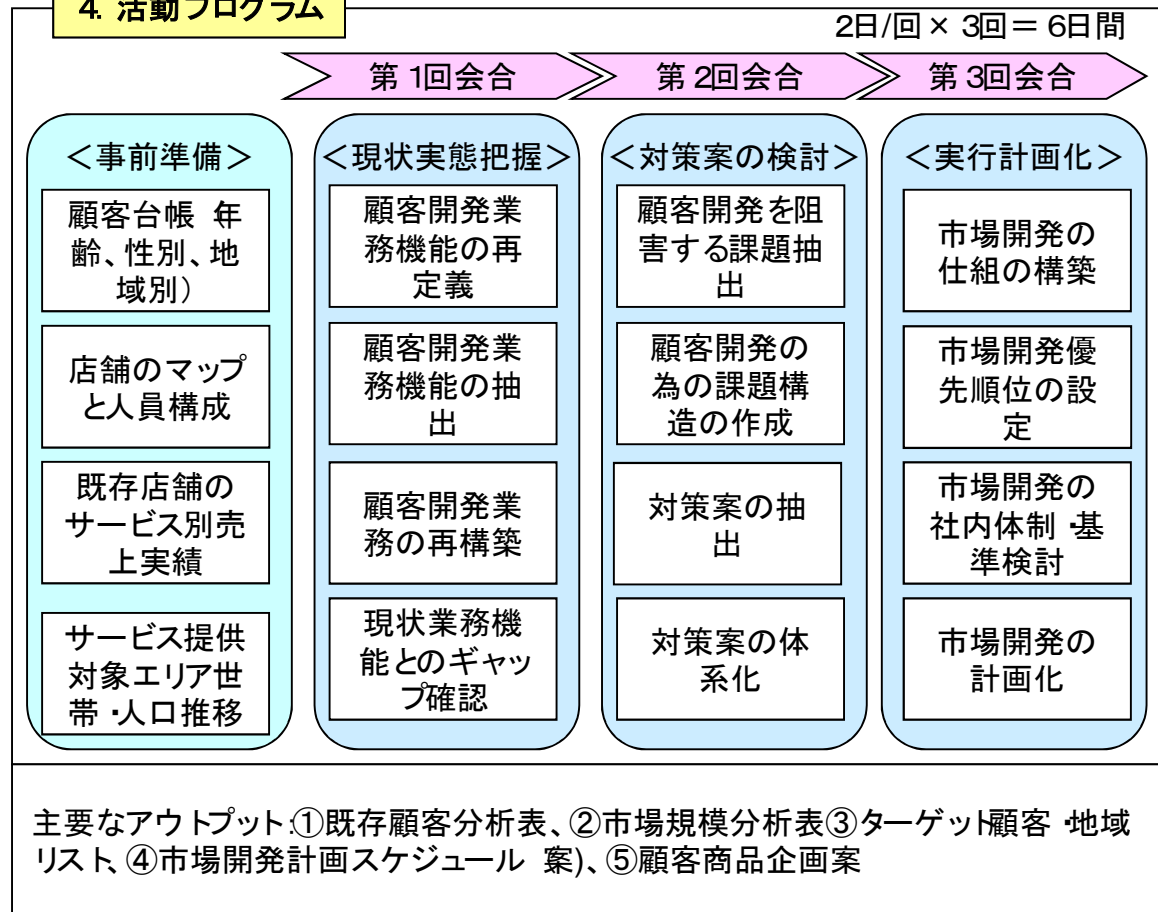 4. 活動プログラム
2日/回 × 3回＝ 6日間
第 1回会合
第 2回会合
第 3回会合
＜事前準備＞
顧客台帳 年
齢、性別、地
域別）
店舗のマップ
と人員構成
既存店舗の
サービス別売
上実績
サービス提供
対象エリア世
帯・人口推移
＜現状実態把握＞
顧客開発業
務機能の再
定義
顧客開発業
務機能の抽
出
顧客開発業
務の再構築
現状業務機
能とのギャッ
プ確認
＜対策案の検討＞
顧客開発を阻
害する課題抽
出
顧客開発の
為の課題構
造の作成
対策案の抽
出
対策案の体
系化
＜実行計画化＞
市場開発の
仕組の構築
市場開発優
先順位の設
定
市場開発の
社内体制・基
準検討
市場開発の
計画化
主要なアウトプット:①既存顧客分析表、②市場規模分析表③ターゲット顧客・地域
リスト、④市場開発計画スケジュール 案)、⑤顧客商品企画案